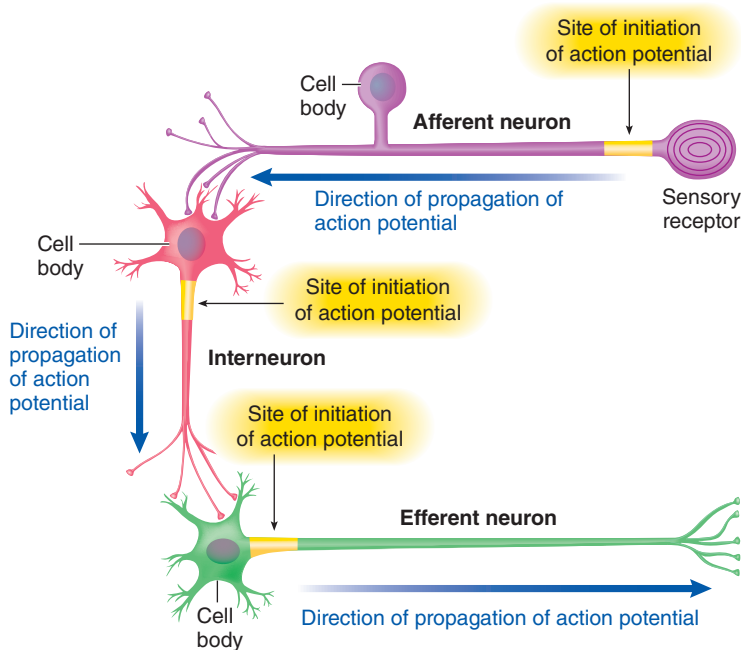 Site of initiation
of action potential
Cell
body
Afferent neuron
Direction of propagation of
action potential
Sensory
receptor
Cell
body
Site of initiation
of action potential
Direction of
propagation
of action
potential
Interneuron
Site of initiation
of action potential
Efferent neuron
Cell
body
Direction of propagation of action potential